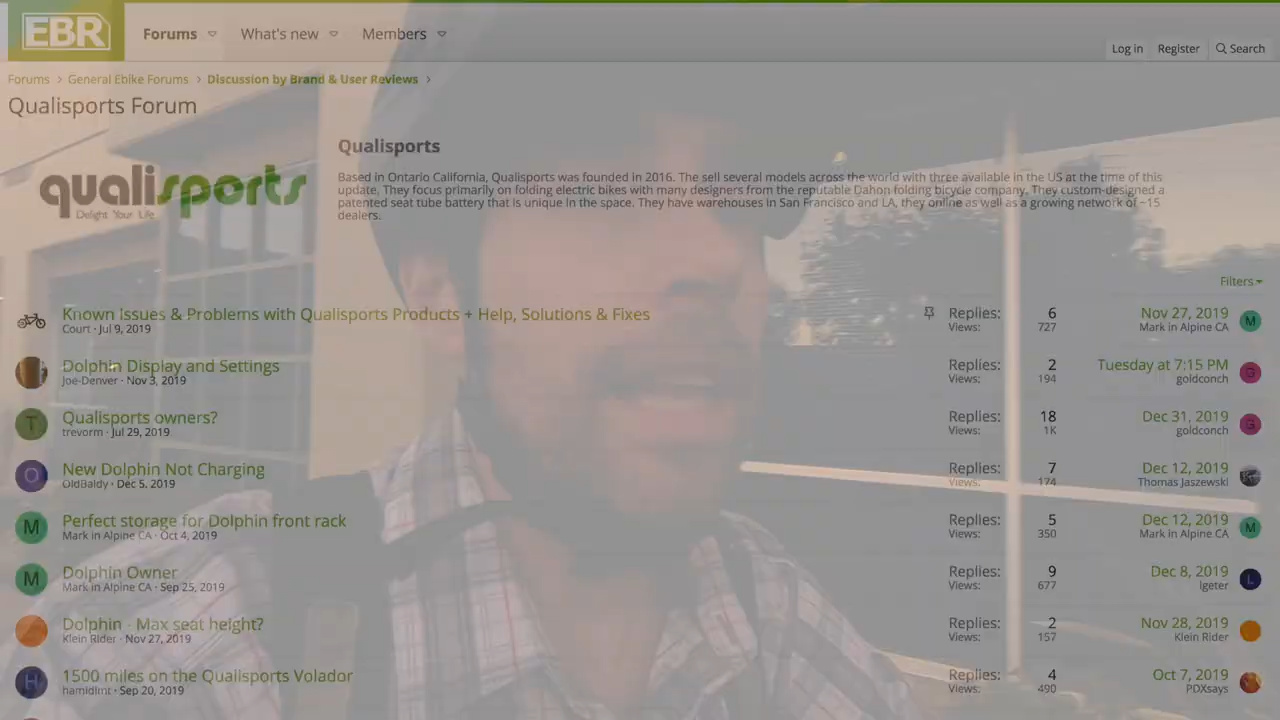 EBR
Forums What's new Members
Log in Register Search
Forums > General Ebike Forums > Discussion by Brand & User Reviews >
Qualisports Forum
qualisports
Delight Your Life
Qualisports
Based in Ontario California, Qualisports was founded in 2016. The sell several models across the world with three available in the US at the time of this
update. They focus primarily on folding electric bikes with many designers from the reputable Dahon folding bicycle company. They custom-designed a
patented seat tube battery that is unique in the space. They have warehouses in San Francisco and LA, they online as well as a growing network of ~15
dealers.
Filters
Known Issues & Problems with Qualisports Products + Help, Solutions & Fixes Replies: 6 Nov 27, 2019
Court · Jul 9, 2019 Views: 727 Mark in Alpine CA M
Dolphin Display and Settings Replies: 2 Tuesday at 7:15 PM
Joe-Denver · Nov 3, 2019 Views: 194 goldconch G
T Qualisports owners? Replies: 18 Dec 31, 2019
trevorm · Jul 29, 2019 Views: 1K goldconch G
O New Dolphin Not Charging Replies: 7 Dec 12, 2019
OldBaldy · Dec 5, 2019 Views: 174 Thomas Jaszewski
M Perfect storage for Dolphin front rack Replies: 5 Dec 12, 2019
Mark in Alpine CA · Oct 4, 2019 Views: 350 Mark in Alpine CA M
M Dolphin Owner Replies: 9 Dec 8, 2019
Mark in Alpine CA · Sep 25, 2019 Views: 677 lgeter L
Dolphin - Max seat height? Replies: 2 Nov 28, 2019
Klein Rider · Nov 27, 2019 Views: 157 Klein Rider
H 1500 miles on the Qualisports Volador Replies: 4 Oct 7, 2019
hamidimt · Sep 20, 2019 Views: 490 PDXsays